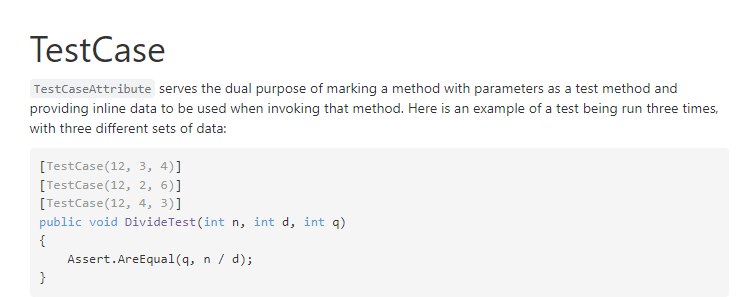 TestCase
TestCaseAttribute serves the dual purpose of marking a method with parameters as a test method and
providing inline data to be used when invoking that method. Here is an example of a test being run three times,
with three different sets of data:
[TestCase(12, 3, 4)]
[TestCase(12, 2, 6)]
[TestCase(12, 4, 3)]
public void DivideTest(int n, int d, int q)
{
    Assert.AreEqual(q, n / d);
}